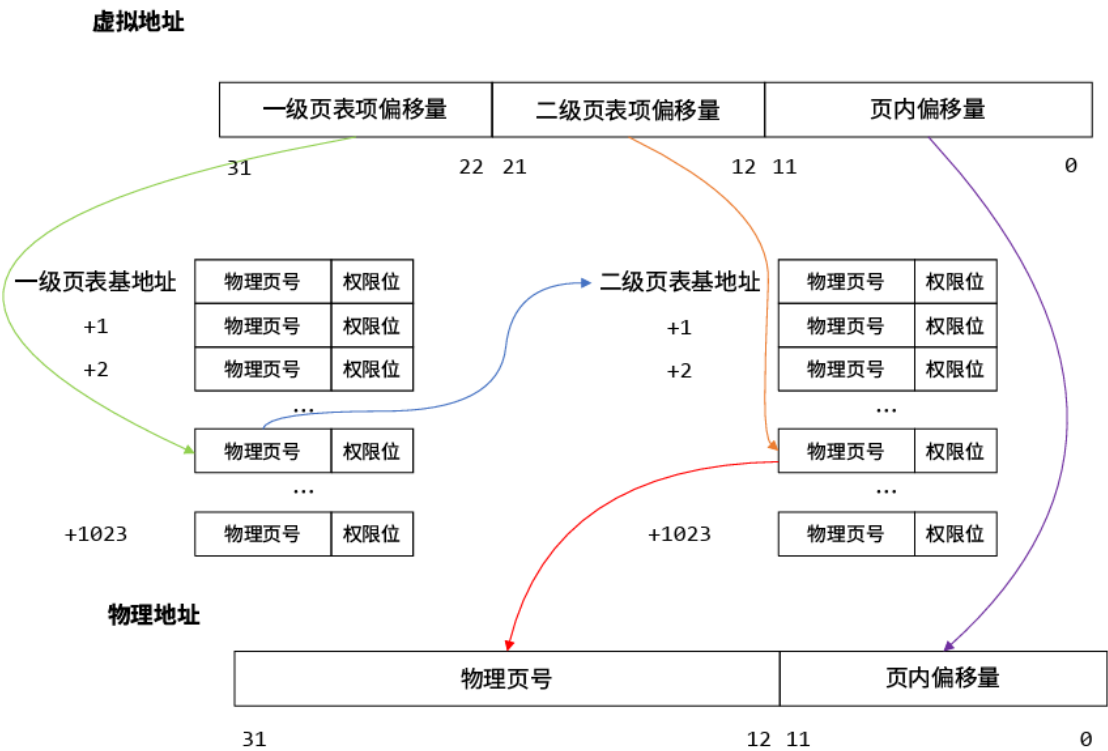 虚拟地址
一级页表项偏移量 二级页表项偏移量 页内偏移量
31 22 21 12 11 0
一级页表基地址 物理页号 权限位 二级页表基地址 物理页号 权限位
+1 物理页号 权限位 +1 物理页号 权限位
+2 物理页号 权限位 +2 物理页号 权限位
... ...
物理页号 权限位 物理页号 权限位
... ...
+1023 物理页号 权限位 +1023 物理页号 权限位
物理地址
物理页号 页内偏移量
31 12 11 0